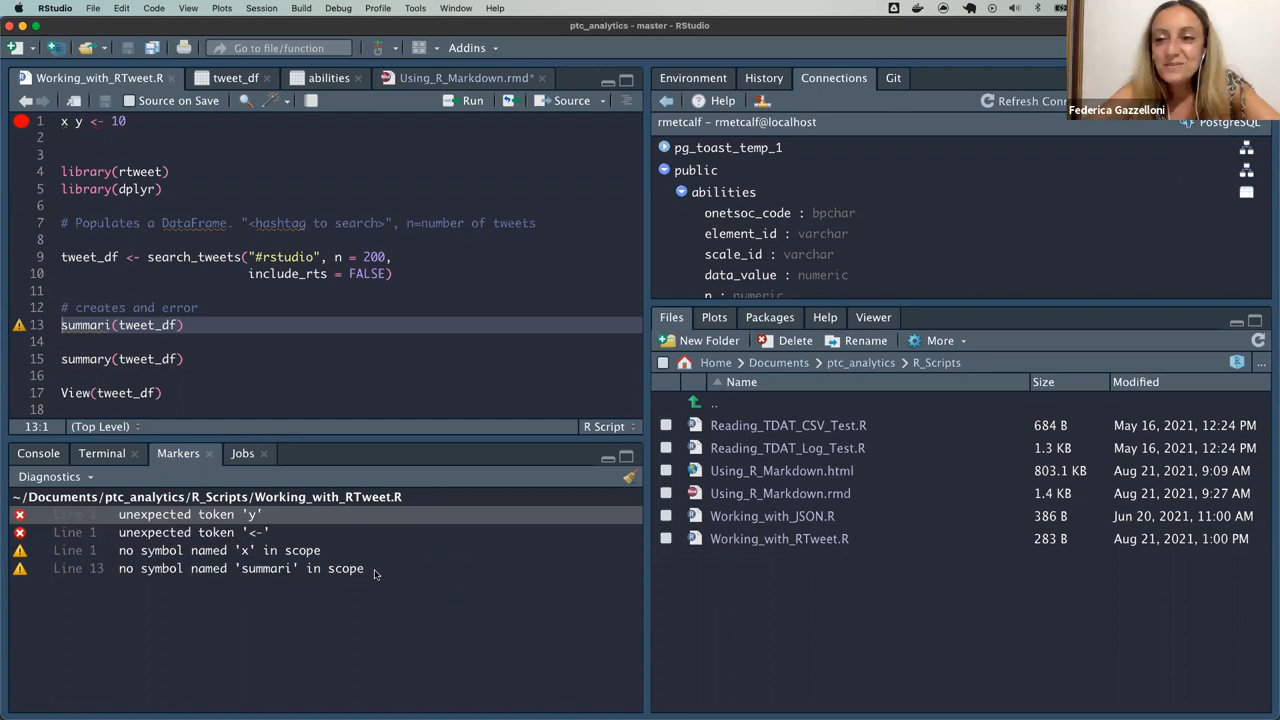 RStudio File Edit Code View Plots Session Build Debug Profile Tools Window Help
ptc_analytics - master - RStudio
Go to file/function Addins
Working_with_RTweet.R tweet_df abilities Using_R_Markdown.rmd*
Source on Save Run Source
1 x y <- 10
2
3
4 library(rtweet)
5 library(dplyr)
6
7 # Populates a DataFrame. "<hashtag to search>", n=number of tweets
8
9 tweet_df <- search_tweets("#rstudio", n = 200,
10 include_rts = FALSE)
11
12 # creates and error
13 summari(tweet_df)
14
15 summary(tweet_df)
16
17 View(tweet_df)
18
13:1 (Top Level) R Script
Console Terminal Markers Jobs
Diagnostics
~/Documents/ptc_analytics/R_Scripts/Working_with_RTweet.R
unexpected token 'y'
Line 1 unexpected token '<-'
Line 1 no symbol named 'x' in scope
Line 13 no symbol named 'summari' in scope
Environment History Connections Git
Help Refresh
rmetcalf - rmetcalf@localhost PostgreSQL
pg_toast_temp_1
public
abilities
onetsoc_code : bpchar
element_id : varchar
scale_id : varchar
data_value : numeric
n : numeric
Files Plots Packages Help Viewer
New Folder Delete Rename More
Home Documents ptc_analytics R_Scripts ...
Name Size Modified
..
Reading_TDAT_CSV_Test.R 684 B May 16, 2021, 12:24 PM
Reading_TDAT_Log_Test.R 1.3 KB May 16, 2021, 12:24 PM
Using_R_Markdown.html 803.1 KB Aug 21, 2021, 9:09 AM
Using_R_Markdown.rmd 1.4 KB Aug 21, 2021, 9:27 AM
Working_with_JSON.R 386 B Jun 20, 2021, 11:00 AM
Working_with_RTweet.R 283 B Aug 21, 2021, 1:00 PM
Federica Gazzelloni